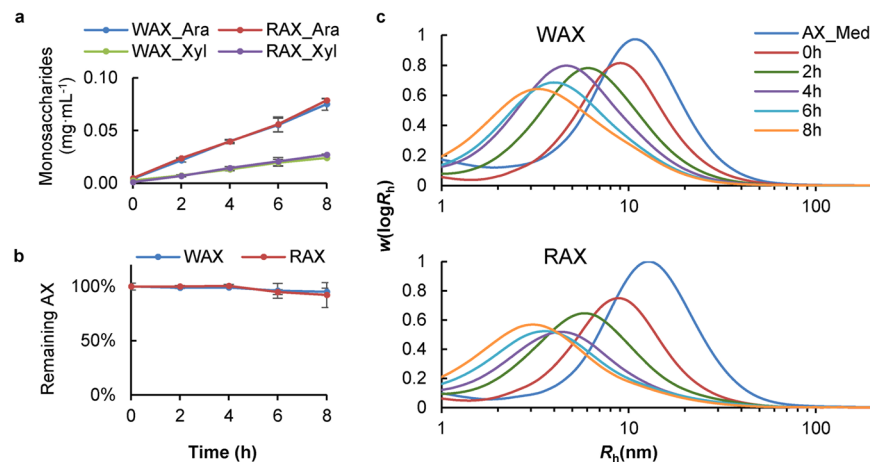 a
WAX_Ara RAX_Ara
WAX_Xyl RAX_Xyl
Monosaccharides
(mg·mL⁻¹)
0.10
0.05
0.00
0 2 4 6 8
b
WAX RAX
Remaining AX
100%
50%
0%
0 2 4 6 8
Time (h)
c
WAX
AX_Med
0h
2h
4h
6h
8h
1
0.8
0.6
0.4
0.2
0
1 10 100
w(logRₕ)
RAX
1
0.8
0.6
0.4
0.2
0
1 10 100
Rₕ(nm)